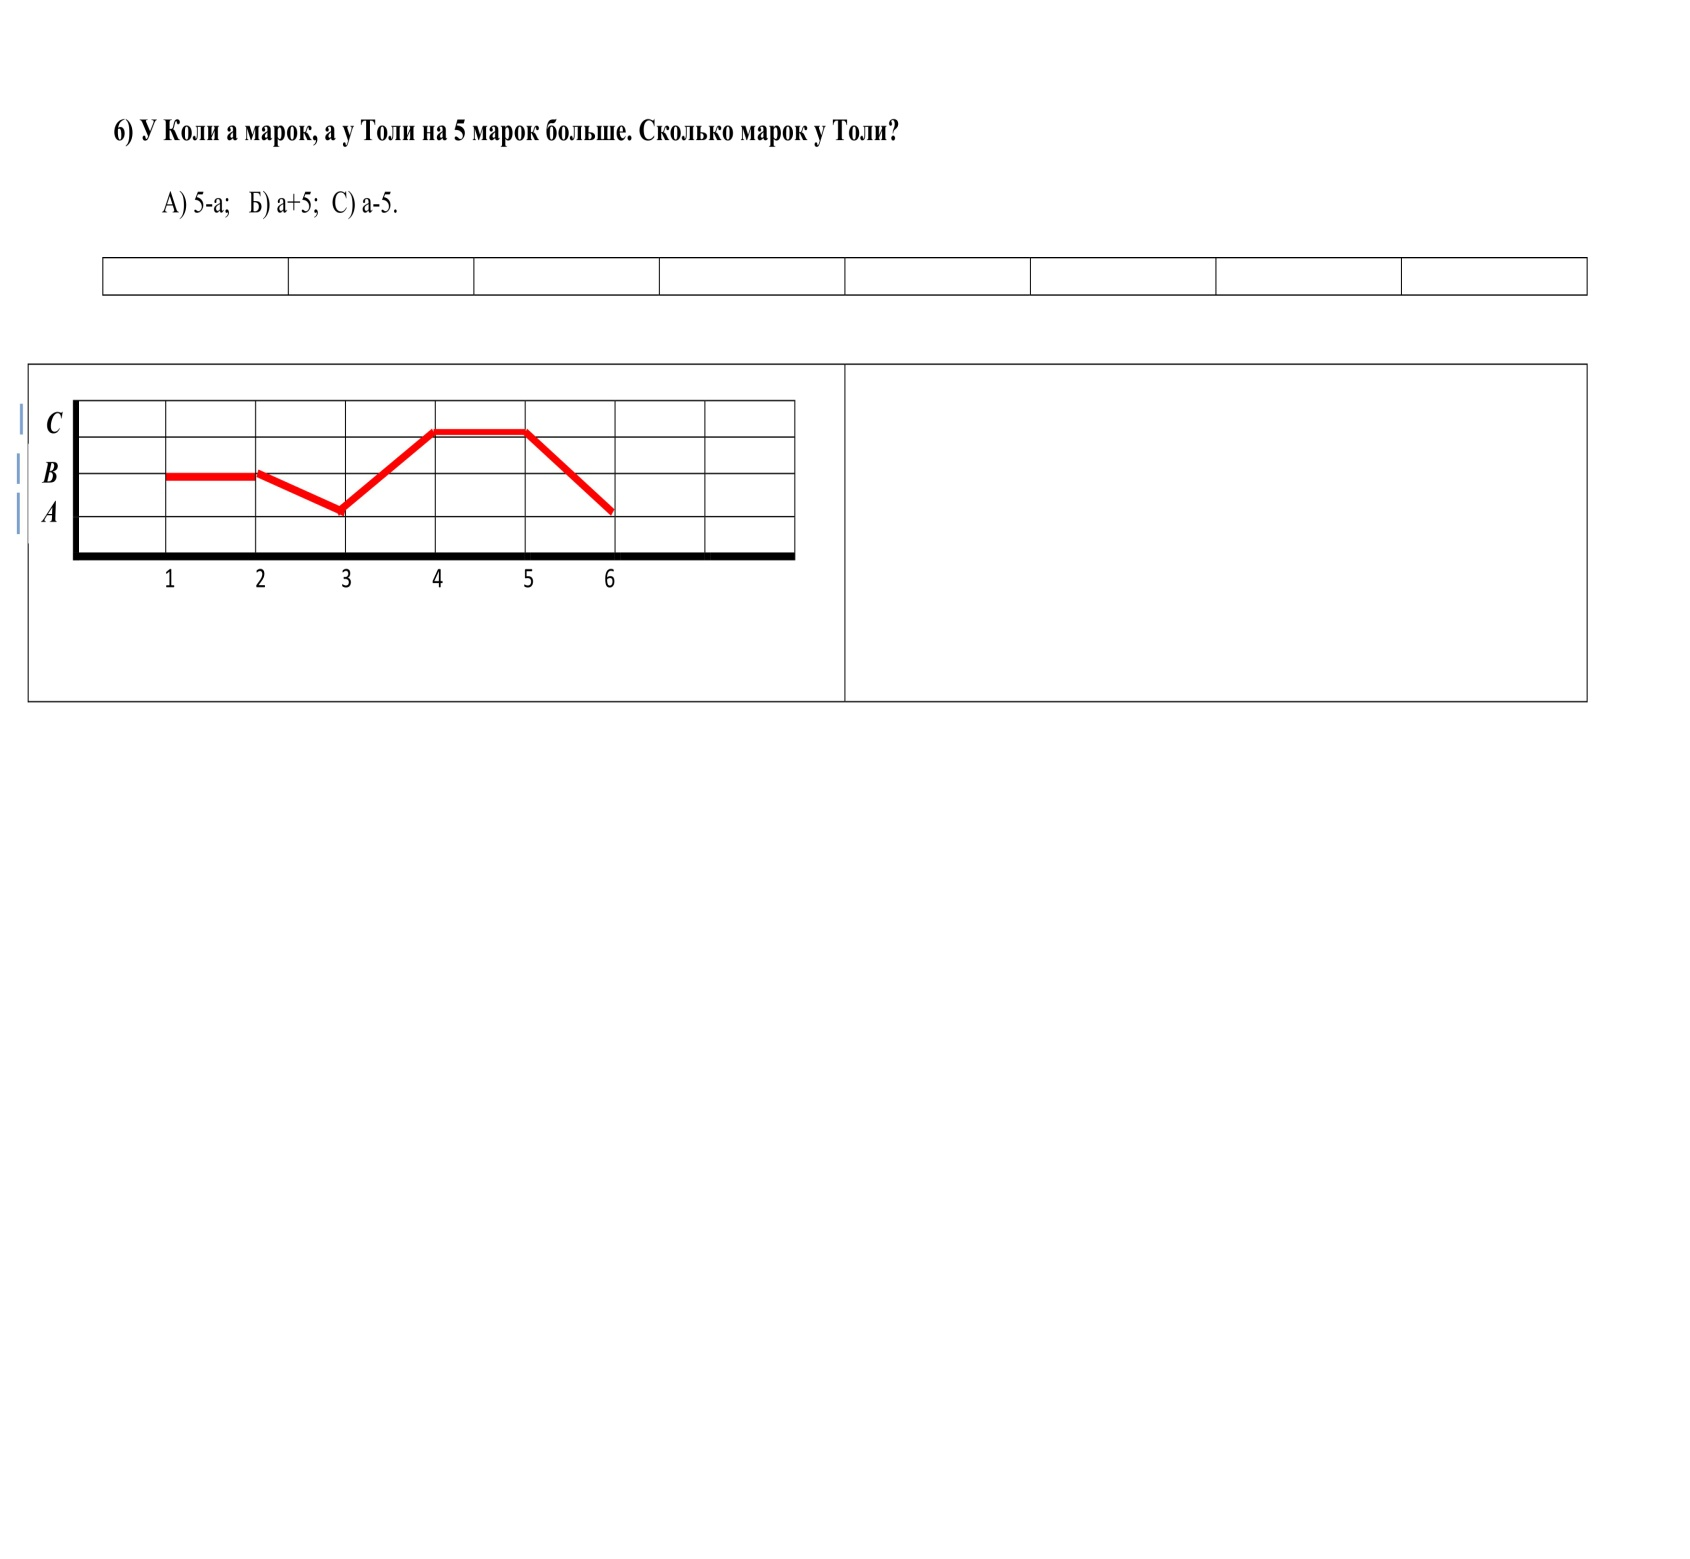 6) У Коли а марок, а у Толи на 5 марок больше. Сколько марок у Толи?
А) 5-а; Б) а+5; С) а-5.
C
B
A
1 2 3 4 5 6